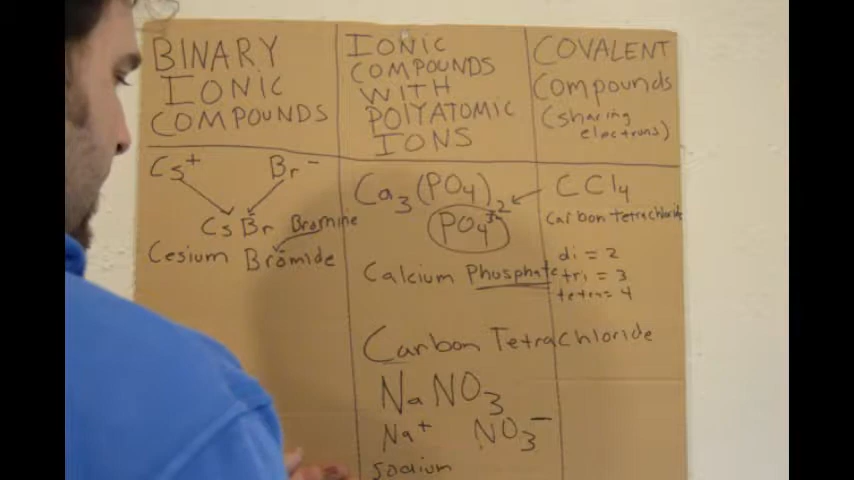 BINARY
IONIC
COMPOUNDS
Cs+ Br-
CsBr Bromine
Cesium Bromide
IONIC
COMPOUNDS
WITH
POLYATOMIC
IONS
Ca3(PO4)2
PO4 3-
Calcium Phosphate
Carbon Tetrachloride
NaNO3
Na+ NO3-
Sodium
COVALENT
Compounds
(sharing
electrons)
CCl4
Carbon tetrachloride
di = 2
tri = 3
tetra = 4